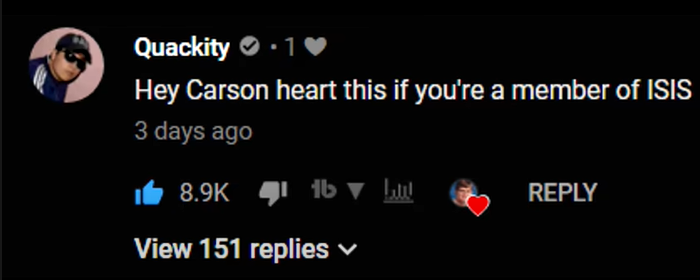 Quackity • 1
Hey Carson heart this if you're a member of ISIS
3 days ago
8.9K REPLY
View 151 replies